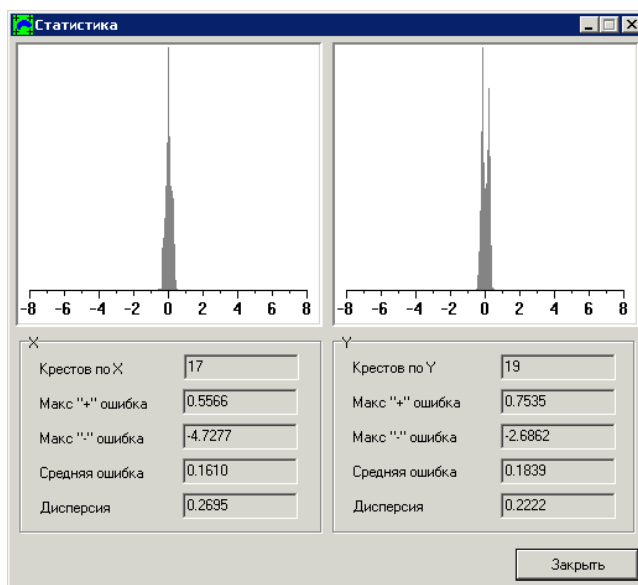 Статистика
-8 -6 -4 -2 0 2 4 6 8
-8 -6 -4 -2 0 2 4 6 8
X
Крестов по X 17
Макс "+" ошибка 0.5566
Макс "-" ошибка -4.7277
Средняя ошибка 0.1610
Дисперсия 0.2695
Y
Крестов по Y 19
Макс "+" ошибка 0.7535
Макс "-" ошибка -2.6862
Средняя ошибка 0.1839
Дисперсия 0.2222
Закрыть